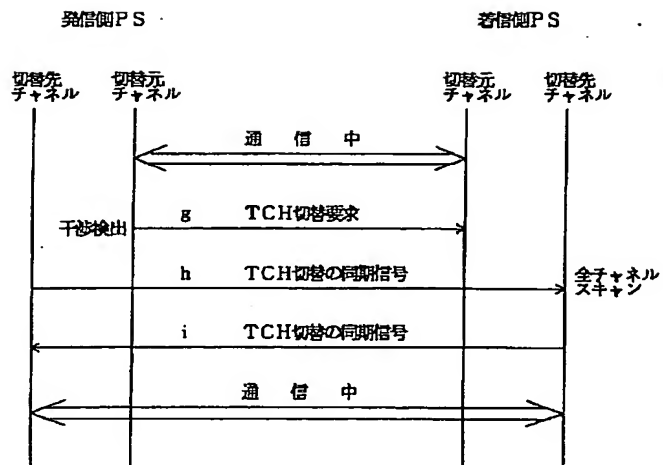 発信側PS
着信側PS
切替先
チャネル
切替元
チャネル
切替元
チャネル
切替先
チャネル
通 信 中
干渉検出
g TCH切替要求
h TCH切替の同期信号
全チャネル
スキャン
i TCH切替の同期信号
通 信 中